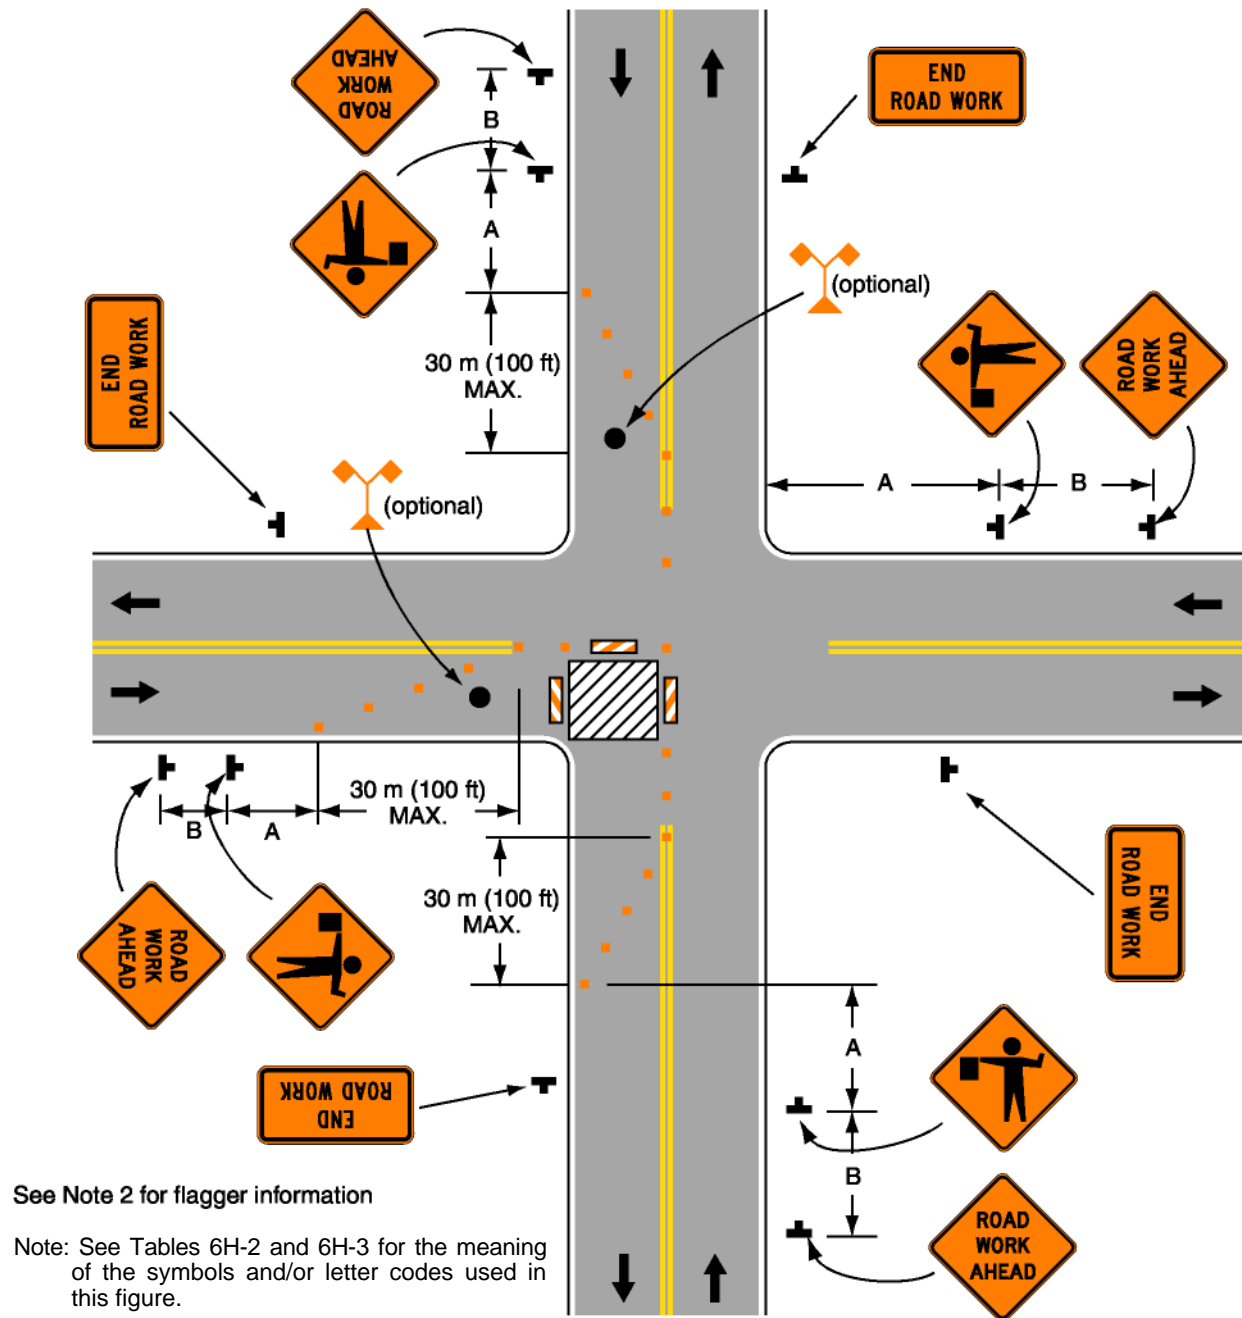 ROAD
WORK
AHEAD
B
A
END
ROAD WORK
(optional)
30 m (100 ft)
MAX.
END
ROAD WORK
ROAD
WORK
AHEAD
A
B
(optional)
B
A
30 m (100 ft)
MAX.
30 m (100 ft)
MAX.
ROAD
WORK
AHEAD
END
ROAD WORK
END
ROAD WORK
A
B
ROAD
WORK
AHEAD
See Note 2 for flagger information
Note: See Tables 6H-2 and 6H-3 for the meaning
of the symbols and/or letter codes used in
this figure.